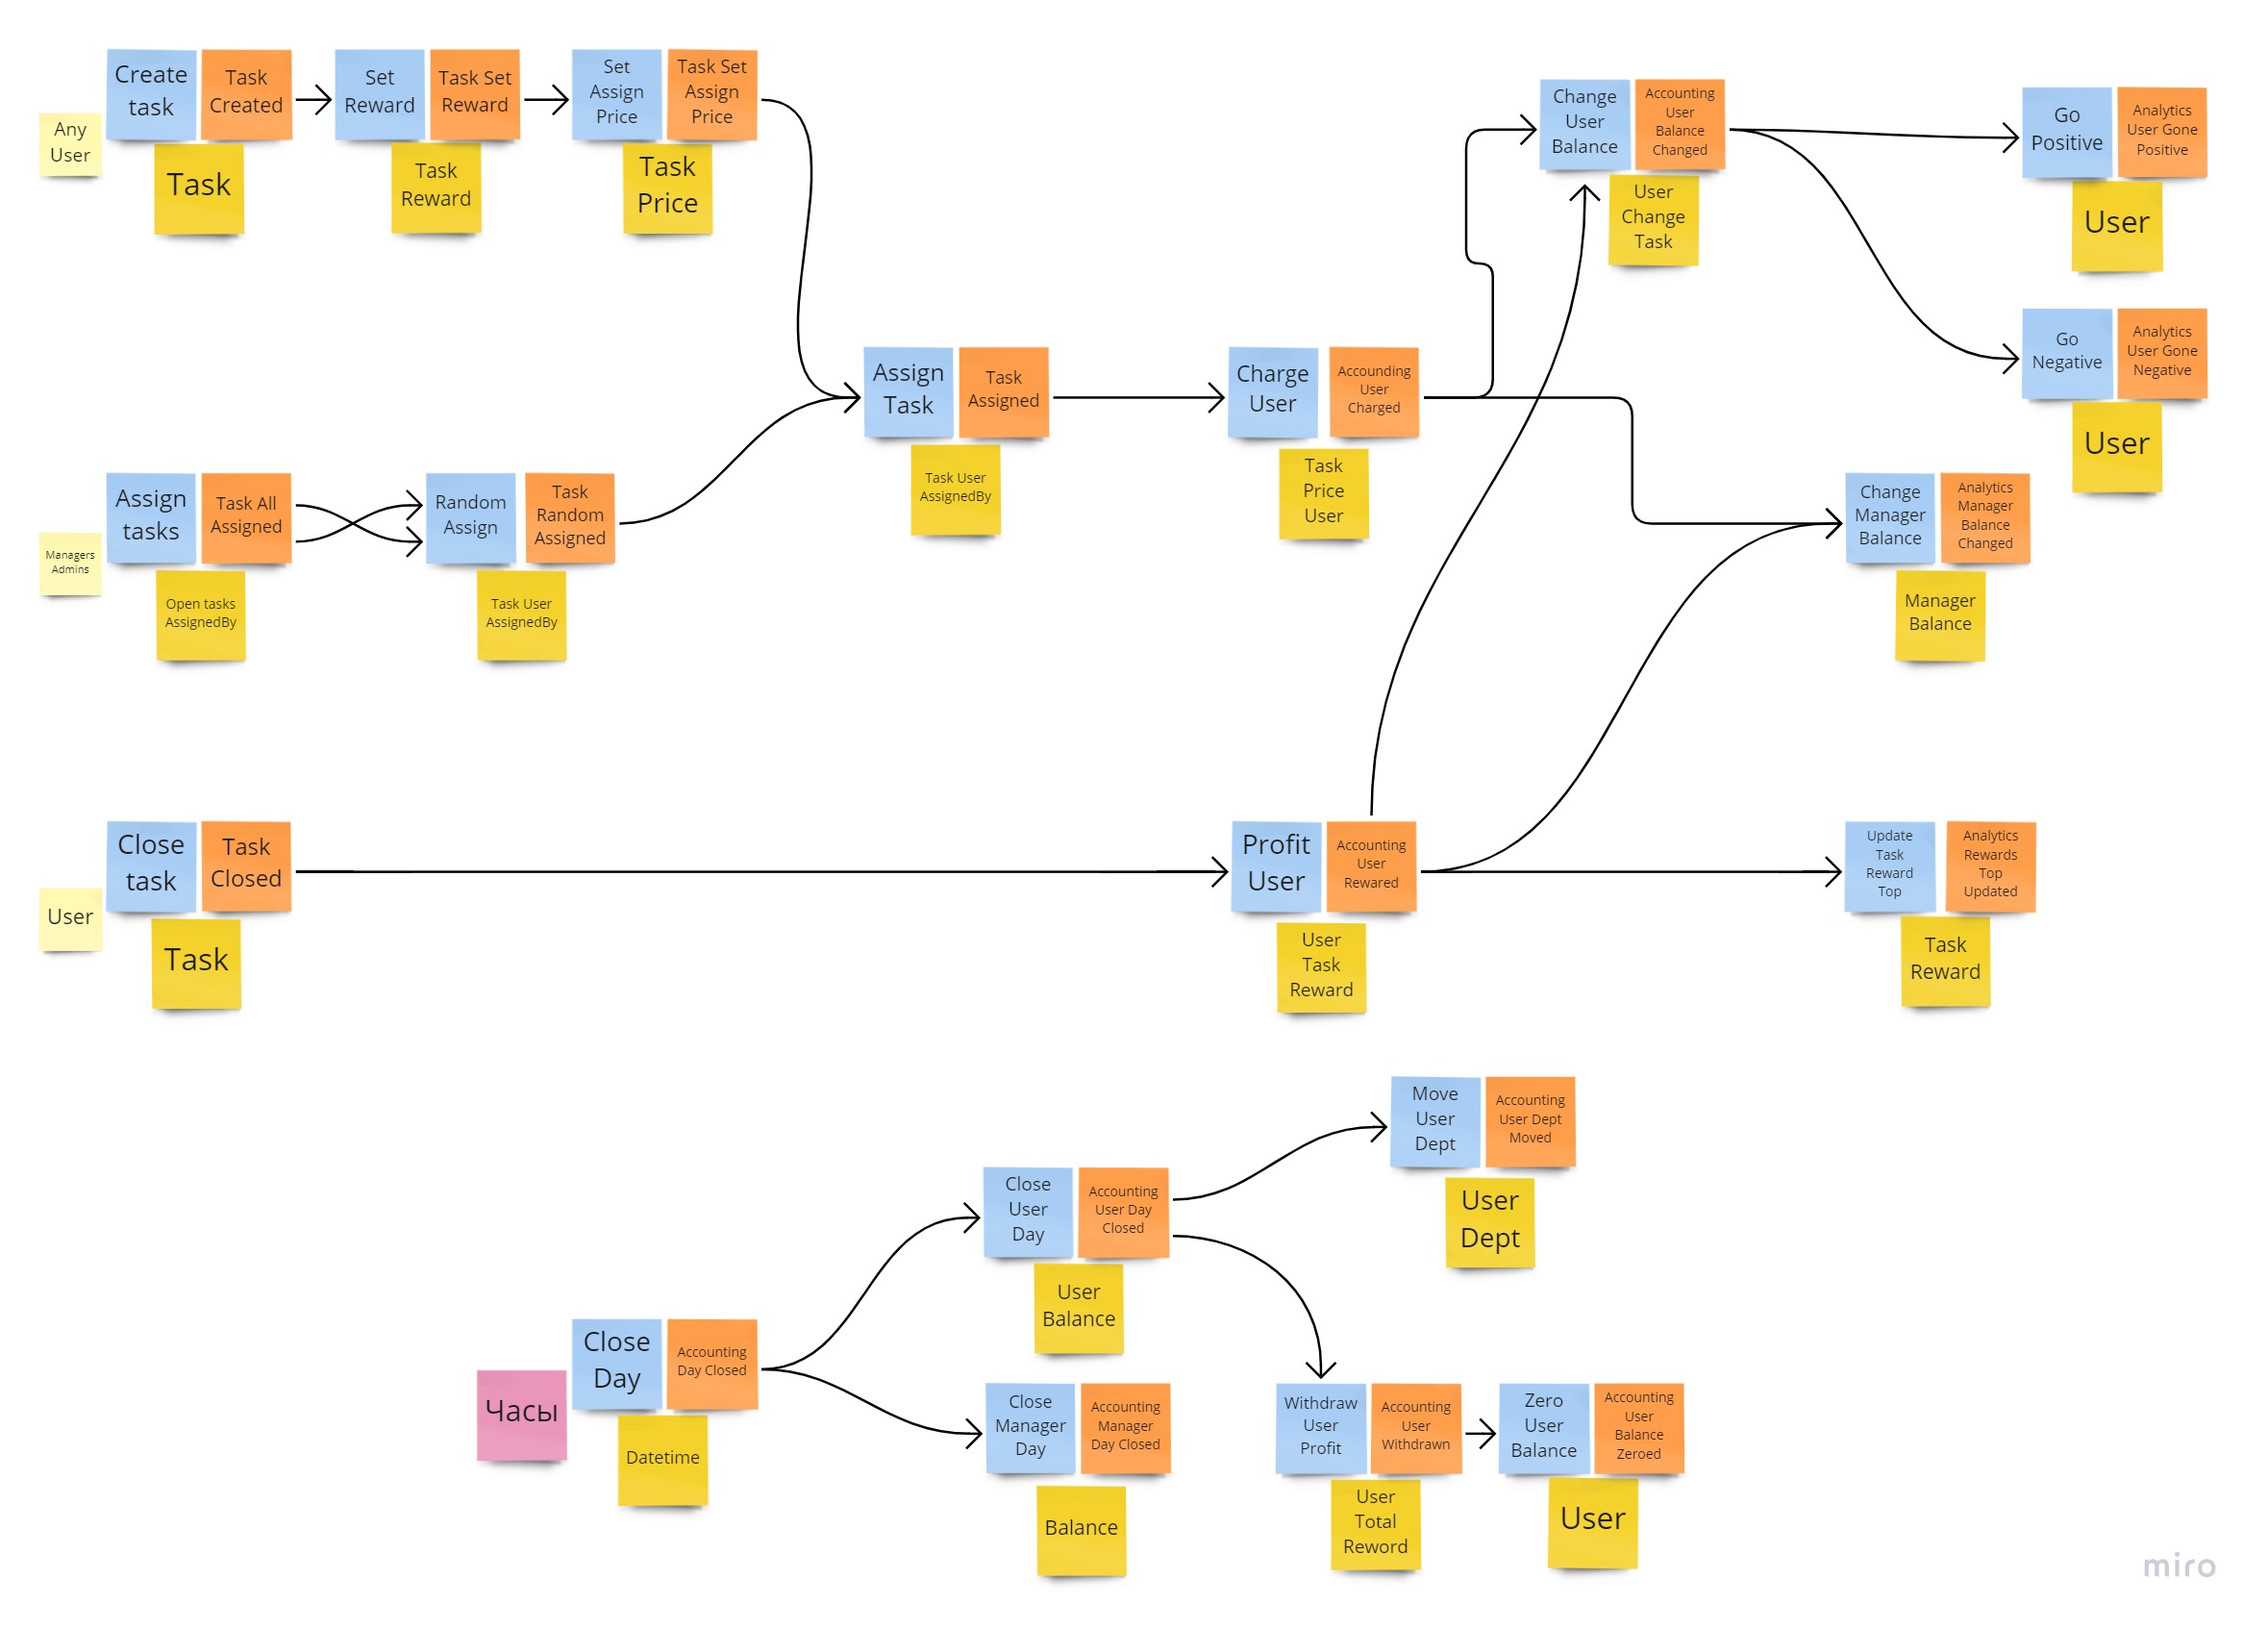 Any
User
Create
task
Task
Created
Task
Set
Reward
Task Set
Reward
Task
Reward
Set
Assign
Price
Task Set
Assign
Price
Task
Price
Managers
Admins
Assign
tasks
Task All
Assigned
Open tasks
AssignedBy
Random
Assign
Task
Random
Assigned
Task User
AssignedBy
Assign
Task
Task
Assigned
Task User
AssignedBy
Charge
User
Accounding
User
Charged
Task
Price
User
Change
User
Balance
Accounting
User
Balance
Changed
User
Change
Task
Go
Positive
Analytics
User Gone
Positive
User
Go
Negative
Analytics
User Gone
Negative
User
Change
Manager
Balance
Analytics
Manager
Balance
Changed
Manager
Balance
User
Close
task
Task
Closed
Task
Profit
User
Accounting
User
Rewared
User
Task
Reward
Update
Task
Reward
Top
Analytics
Rewards
Top
Updated
Task
Reward
Часы
Close
Day
Accounting
Day Closed
Datetime
Close
User
Day
Accounting
User Day
Closed
User
Balance
Move
User
Dept
Accounting
User Dept
Moved
User
Dept
Close
Manager
Day
Accounting
Manager
Day Closed
Balance
Withdraw
User
Profit
Accounting
User
Withdrawn
User
Total
Reword
Zero
User
Balance
Accounting
User
Balance
Zeroed
User
miro